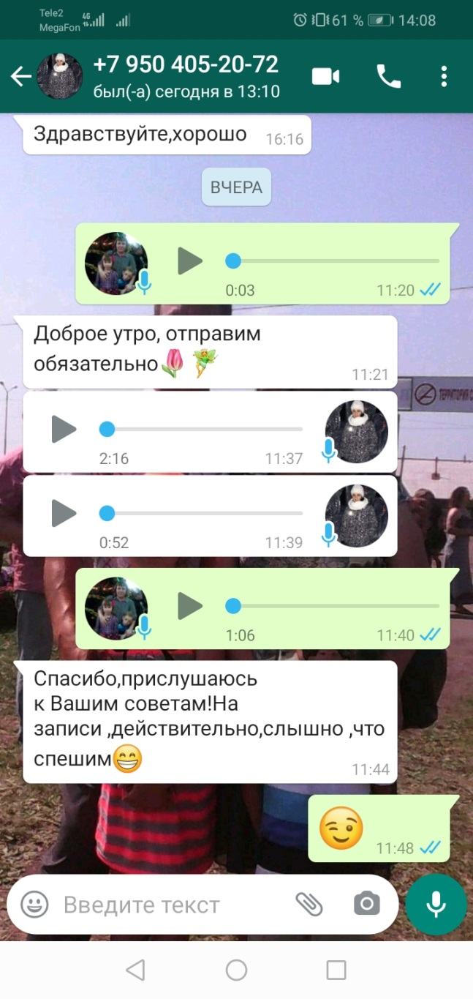 Tele2
4G
MegaFon
61 % 14:08
+7 950 405-20-72
был(-а) сегодня в 13:10
Здравствуйте,хорошо 16:16
ВЧЕРА
0:03 11:20
Доброе утро, отправим
обязательно
11:21
2:16 11:37
0:52 11:39
1:06 11:40
Спасибо,прислушаюсь
к Вашим советам!На
записи ,действительно,слышно ,что
спешим
11:44
11:48
Введите текст